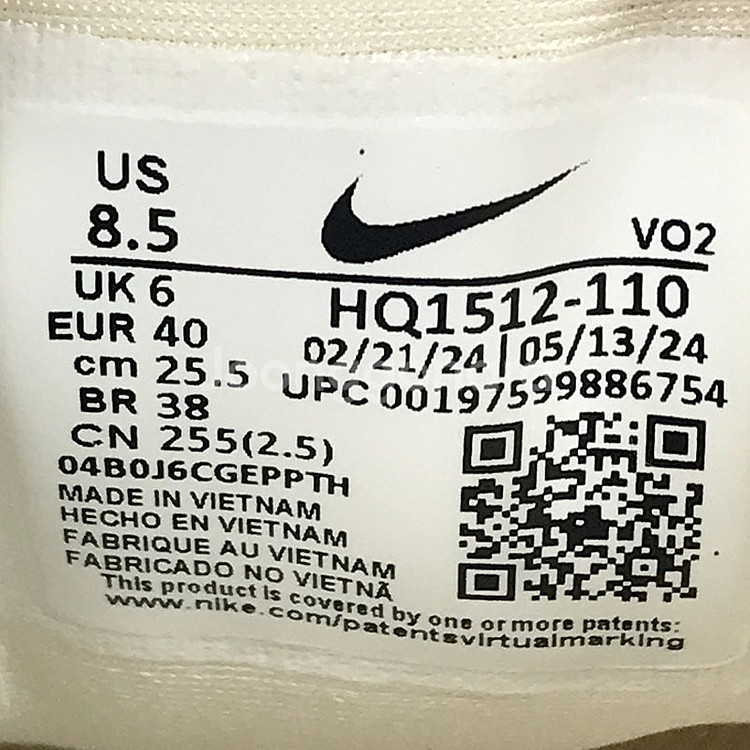 US
8.5
VO2
UK 6
HQ1512-110
EUR 40
02/21/24 | 05/13/24
cm 25.5
UPC 00197599886754
BR 38
CN 255(2.5)
04B0J6CGEPPTH
MADE IN VIETNAM
HECHO EN VIETNAM
FABRIQUE AU VIETNAM
FABRICADO NO VIETNÃ
This product is covered by one or more patents:
www.nike.com/patentsvirtualmarking